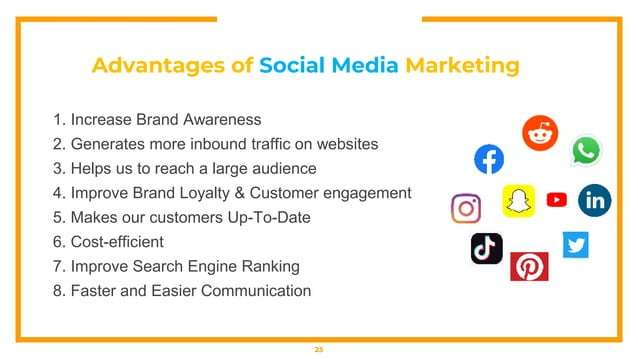 Advantages of Social Media Marketing
1. Increase Brand Awareness
2. Generates more inbound traffic on websites
3. Helps us to reach a large audience
4. Improve Brand Loyalty & Customer engagement
5. Makes our customers Up-To-Date
6. Cost-efficient
7. Improve Search Engine Ranking
8. Faster and Easier Communication
in
25